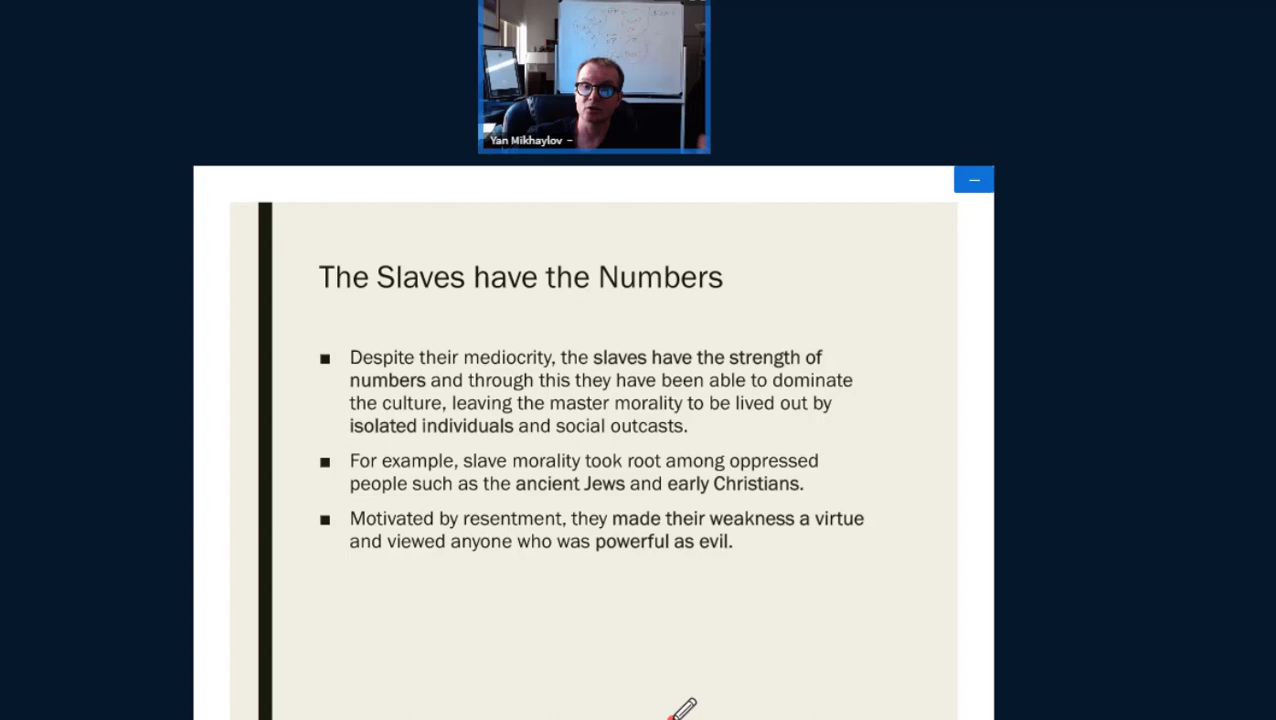 Yan Mikhaylov
The Slaves have the Numbers
Despite their mediocrity, the slaves have the strength of
numbers and through this they have been able to dominate
the culture, leaving the master morality to be lived out by
isolated individuals and social outcasts.
For example, slave morality took root among oppressed
people such as the ancient Jews and early Christians.
Motivated by resentment, they made their weakness a virtue
and viewed anyone who was powerful as evil.